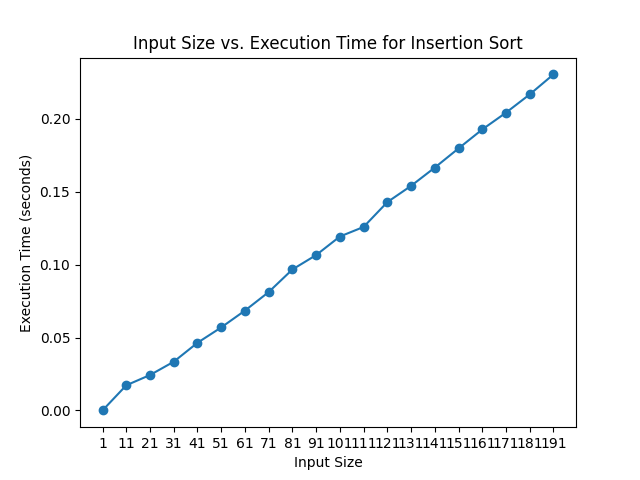 Input Size vs. Execution Time for Insertion Sort
Execution Time (seconds)
0.20
0.15
0.10
0.05
0.00
1 11 21 31 41 51 61 71 81 91 101 111 121 131 141 151 161 171 181 191
Input Size